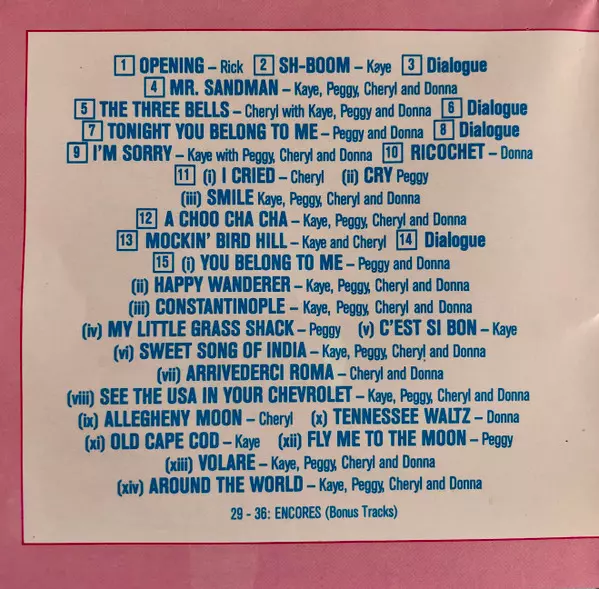 1 OPENING – Rick 2 SH-BOOM – Kaye 3 Dialogue
4 MR. SANDMAN – Kaye, Peggy, Cheryl and Donna
5 THE THREE BELLS – Cheryl with Kaye, Peggy and Donna 6 Dialogue
7 TONIGHT YOU BELONG TO ME – Peggy and Donna 8 Dialogue
9 I'M SORRY – Kaye with Peggy, Cheryl and Donna 10 RICOCHET – Donna
11 (i) I CRIED – Cheryl (ii) CRY Peggy
(iii) SMILE Kaye, Peggy, Cheryl and Donna
12 A CHOO CHA CHA – Kaye, Peggy, Cheryl and Donna
13 MOCKIN' BIRD HILL – Kaye and Cheryl 14 Dialogue
15 (i) YOU BELONG TO ME – Peggy and Donna
(ii) HAPPY WANDERER – Kaye, Peggy, Cheryl and Donna
(iii) CONSTANTINOPLE – Kaye, Peggy, Cheryl and Donna
(iv) MY LITTLE GRASS SHACK – Peggy (v) C'EST SI BON – Kaye
(vi) SWEET SONG OF INDIA – Kaye, Peggy, Cheryl and Donna
(vii) ARRIVEDERCI ROMA – Cheryl and Donna
(viii) SEE THE USA IN YOUR CHEVROLET – Kaye, Peggy, Cheryl and Donna
(ix) ALLEGHENY MOON – Cheryl (x) TENNESSEE WALTZ – Donna
(xi) OLD CAPE COD – Kaye (xii) FLY ME TO THE MOON – Peggy
(xiii) VOLARE – Kaye, Peggy, Cheryl and Donna
(xiv) AROUND THE WORLD – Kaye, Peggy, Cheryl and Donna
29 - 36: ENCORES (Bonus Tracks)